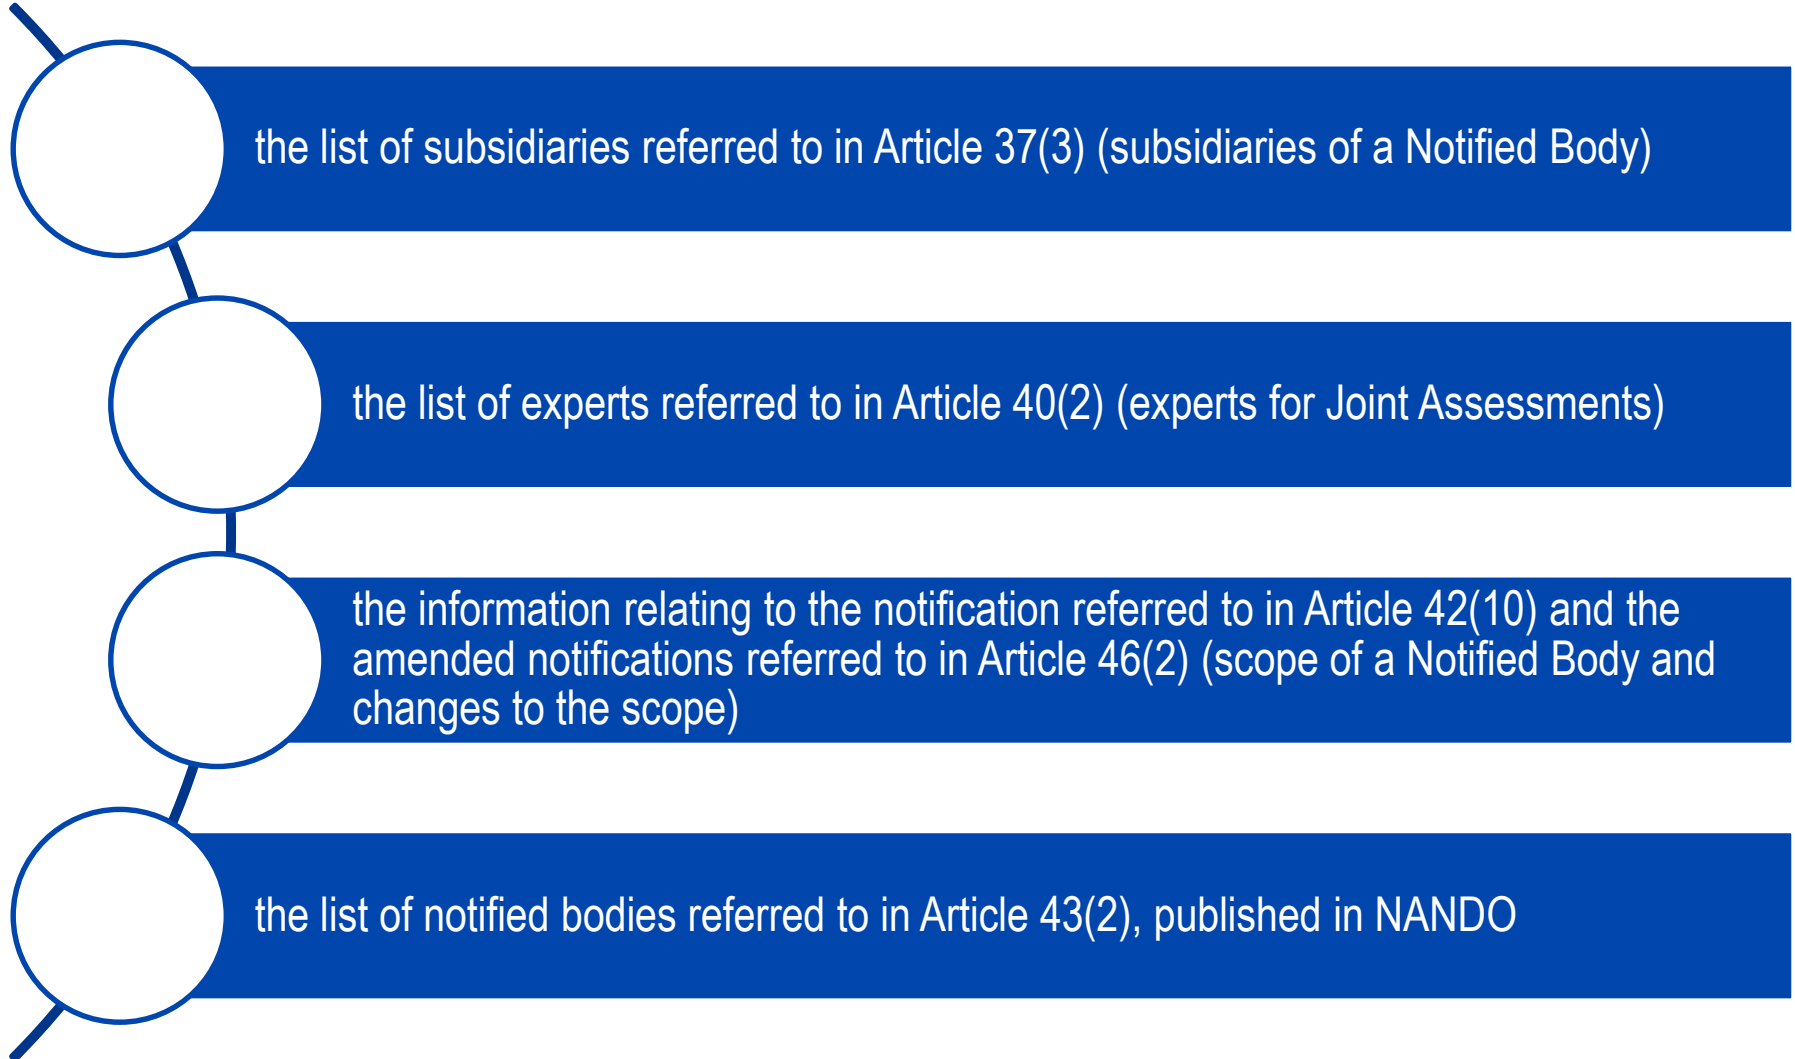 the list of subsidiaries referred to in Article 37(3) (subsidiaries of a Notified Body)
the list of experts referred to in Article 40(2) (experts for Joint Assessments)
the information relating to the notification referred to in Article 42(10) and the
amended notifications referred to in Article 46(2) (scope of a Notified Body and
changes to the scope)
the list of notified bodies referred to in Article 43(2), published in NANDO